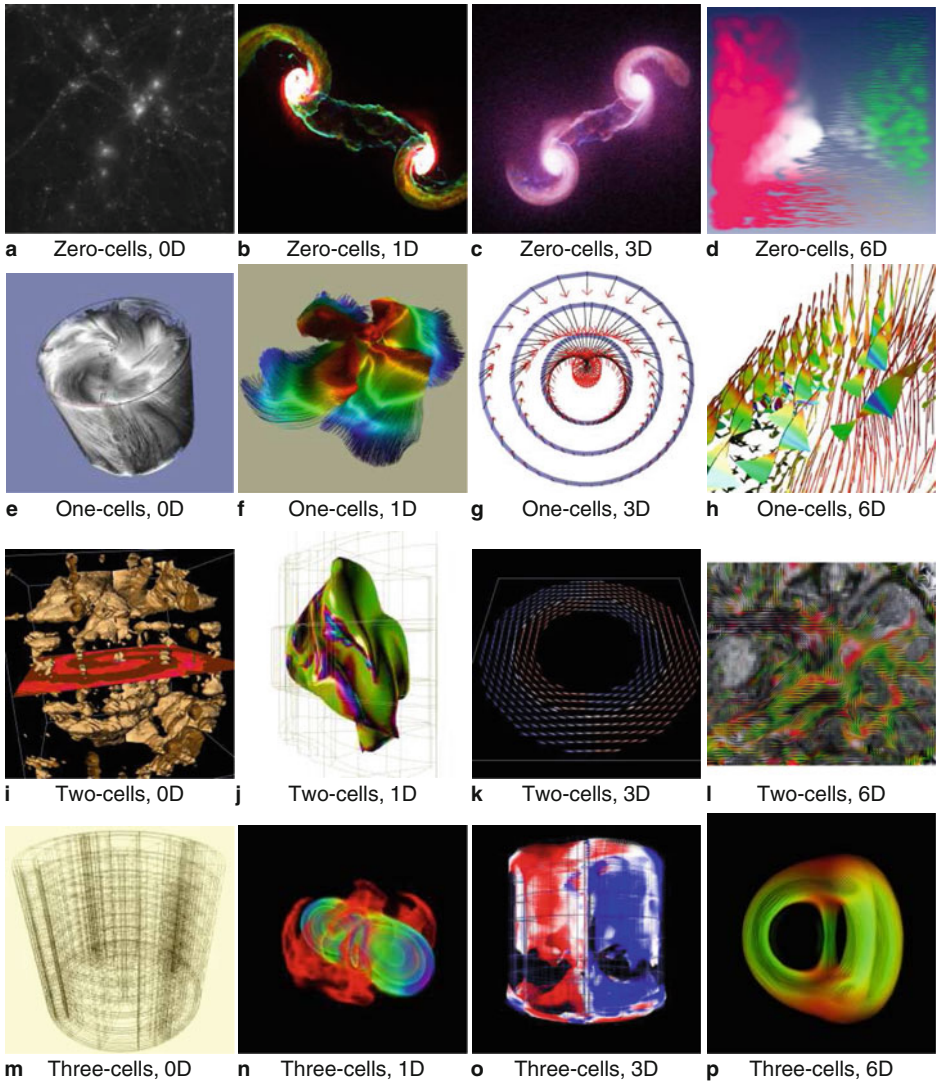 a Zero-cells, 0D
b Zero-cells, 1D
c Zero-cells, 3D
d Zero-cells, 6D
e One-cells, 0D
f One-cells, 1D
g One-cells, 3D
h One-cells, 6D
i Two-cells, 0D
j Two-cells, 1D
k Two-cells, 3D
l Two-cells, 6D
m Three-cells, 0D
n Three-cells, 1D
o Three-cells, 3D
p Three-cells, 6D